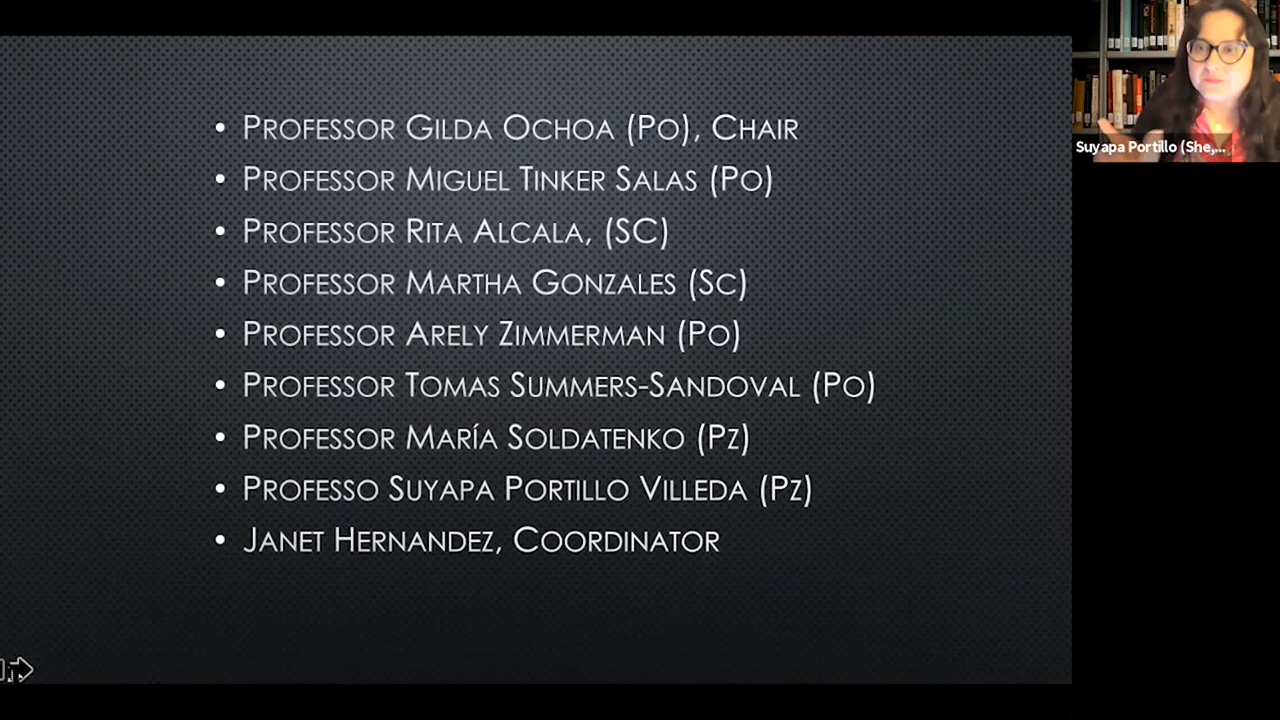 • PROFESSOR GILDA OCHOA (PO), CHAIR
• PROFESSOR MIGUEL TINKER SALAS (PO)
• PROFESSOR RITA ALCALA, (SC)
• PROFESSOR MARTHA GONZALES (SC)
• PROFESSOR ARELY ZIMMERMAN (PO)
• PROFESSOR TOMAS SUMMERS-SANDOVAL (PO)
• PROFESSOR MARÍA SOLDATENKO (PZ)
• PROFESSO SUYAPA PORTILLO VILLEDA (PZ)
• JANET HERNANDEZ, COORDINATOR
Suyapa Portillo (She,...